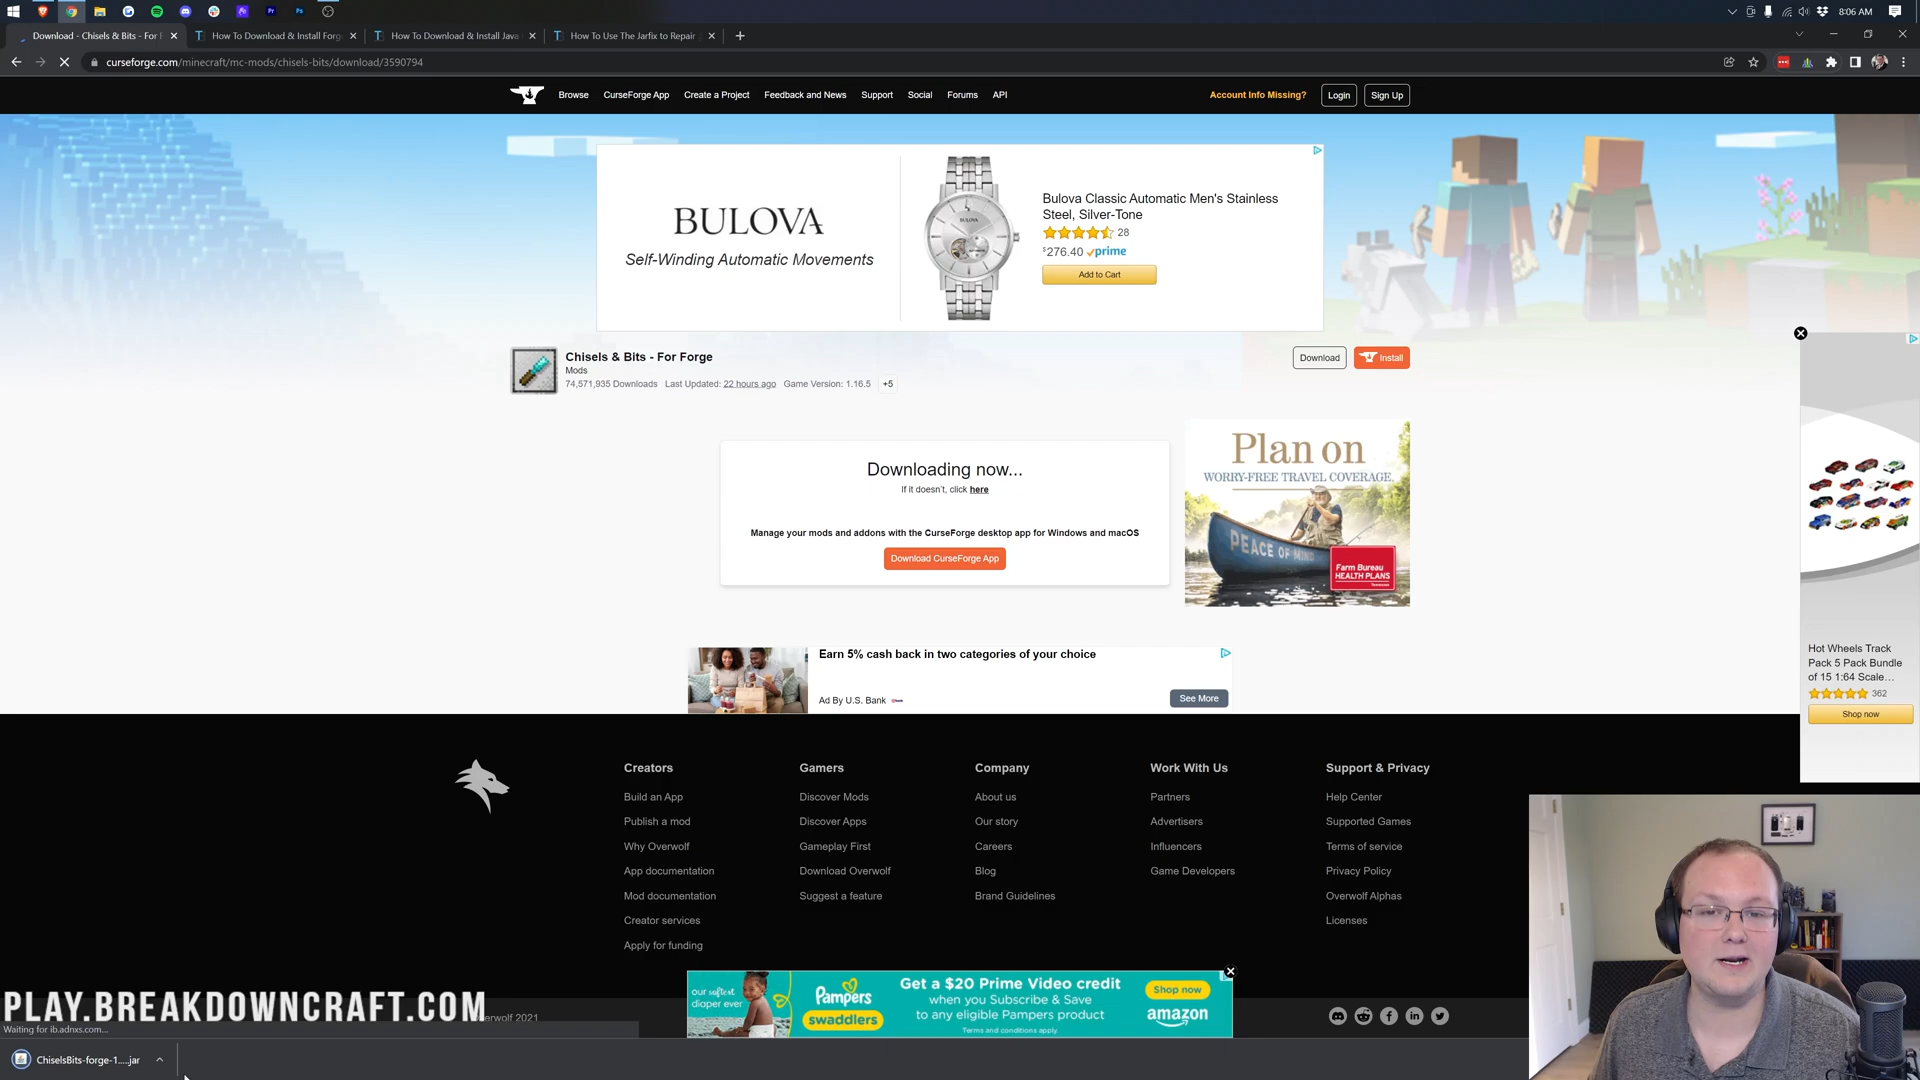 8:06 AM
Download - Chisels & Bits - For F
How To Download & Install Forg
How To Download & Install Java
How To Use The Jarfix to Repair
curseforge.com/minecraft/mc-mods/chisels-bits/download/3590794
Browse
CurseForge App
Create a Project
Feedback and News
Support
Social
Forums
API
Account Info Missing?
Login
Sign Up
BULOVA
Self-Winding Automatic Movements
Bulova Classic Automatic Men's Stainless
Steel, Silver-Tone
28
$276.40 prime
Add to Cart
Chisels & Bits - For Forge
Mods
74,571,935 Downloads Last Updated: 22 hours ago Game Version: 1.16.5 +5
Download
Install
Downloading now...
If it doesn't, click here
Manage your mods and addons with the CurseForge desktop app for Windows and macOS
Download CurseForge App
Plan on
WORRY-FREE TRAVEL COVERAGE.
PEACE OF MIND
Farm Bureau
HEALTH PLANS
Hot Wheels Track
Pack 5 Pack Bundle
of 15 1:64 Scale...
362
Shop now
Earn 5% cash back in two categories of your choice
Ad By U.S. Bank
See More
Creators
Build an App
Publish a mod
Why Overwolf
App documentation
Mod documentation
Creator services
Apply for funding
Gamers
Discover Mods
Discover Apps
Gameplay First
Download Overwolf
Suggest a feature
Company
About us
Our story
Careers
Blog
Brand Guidelines
Work With Us
Partners
Advertisers
Influencers
Game Developers
Support & Privacy
Help Center
Supported Games
Terms of service
Privacy Policy
Overwolf Alphas
Licenses
our softest
diaper ever
Pampers
swaddlers
Get a $20 Prime Video credit
when you Subscribe & Save
to any eligible Pampers product
Terms and conditions apply.
Shop now
amazon
PLAY.BREAKDOWNCRAFT.COM
erwolf 2021
Waiting for ib.adnxs.com...
ChiselsBits-forge-1....jar